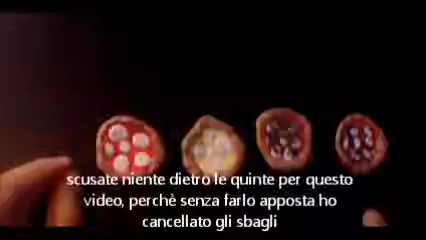 scusate niente dietro le quinte per questo
video, perchè senza farlo apposta ho
cancellato gli sbagli